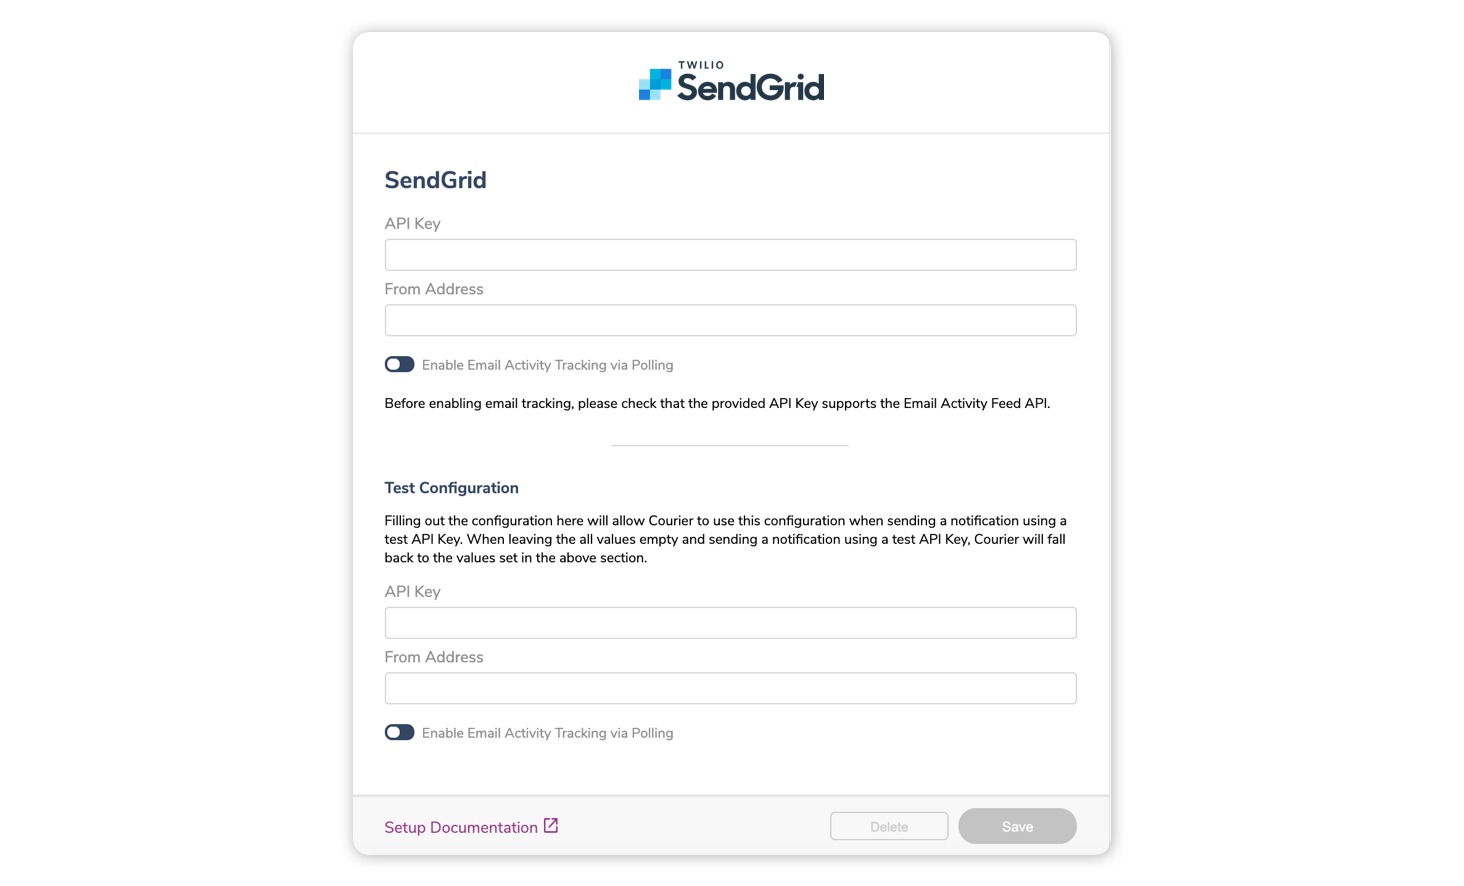 TWILIO
SendGrid
SendGrid
API Key
From Address
Enable Email Activity Tracking via Polling
Before enabling email tracking, please check that the provided API Key supports the Email Activity Feed API.
Test Configuration
Filling out the configuration here will allow Courier to use this configuration when sending a notification using a
test API Key. When leaving the all values empty and sending a notification using a test API Key, Courier will fall
back to the values set in the above section.
API Key
From Address
Enable Email Activity Tracking via Polling
Setup Documentation
Delete
Save